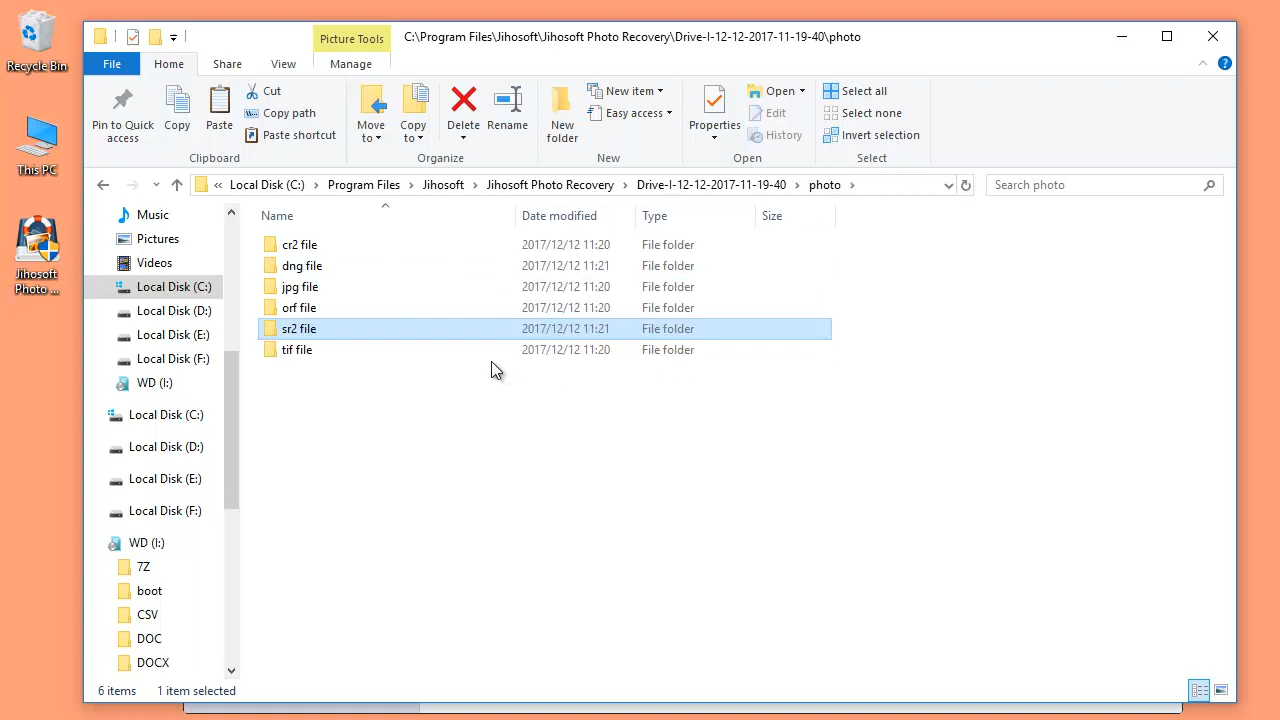 Recycle Bin
This PC
Jihosoft
Photo ...
Picture Tools
C:\Program Files\Jihosoft\Jihosoft Photo Recovery\Drive-I-12-12-2017-11-19-40\photo
File Home Share View Manage
Pin to Quick access
Copy
Paste
Cut
Copy path
Paste shortcut
Clipboard
Move to
Copy to
Delete
Rename
Organize
New folder
New item
Easy access
New
Properties
Open
Edit
History
Open
Select all
Select none
Invert selection
Select
« Local Disk (C:) > Program Files > Jihosoft > Jihosoft Photo Recovery > Drive-I-12-12-2017-11-19-40 > photo >
Search photo
Music
Pictures
Videos
Local Disk (C:)
Local Disk (D:)
Local Disk (E:)
Local Disk (F:)
WD (I:)
Local Disk (C:)
Local Disk (D:)
Local Disk (E:)
Local Disk (F:)
WD (I:)
7Z
boot
CSV
DOC
DOCX
Name Date modified Type Size
cr2 file 2017/12/12 11:20 File folder
dng file 2017/12/12 11:21 File folder
jpg file 2017/12/12 11:20 File folder
orf file 2017/12/12 11:20 File folder
sr2 file 2017/12/12 11:21 File folder
tif file 2017/12/12 11:20 File folder
6 items 1 item selected